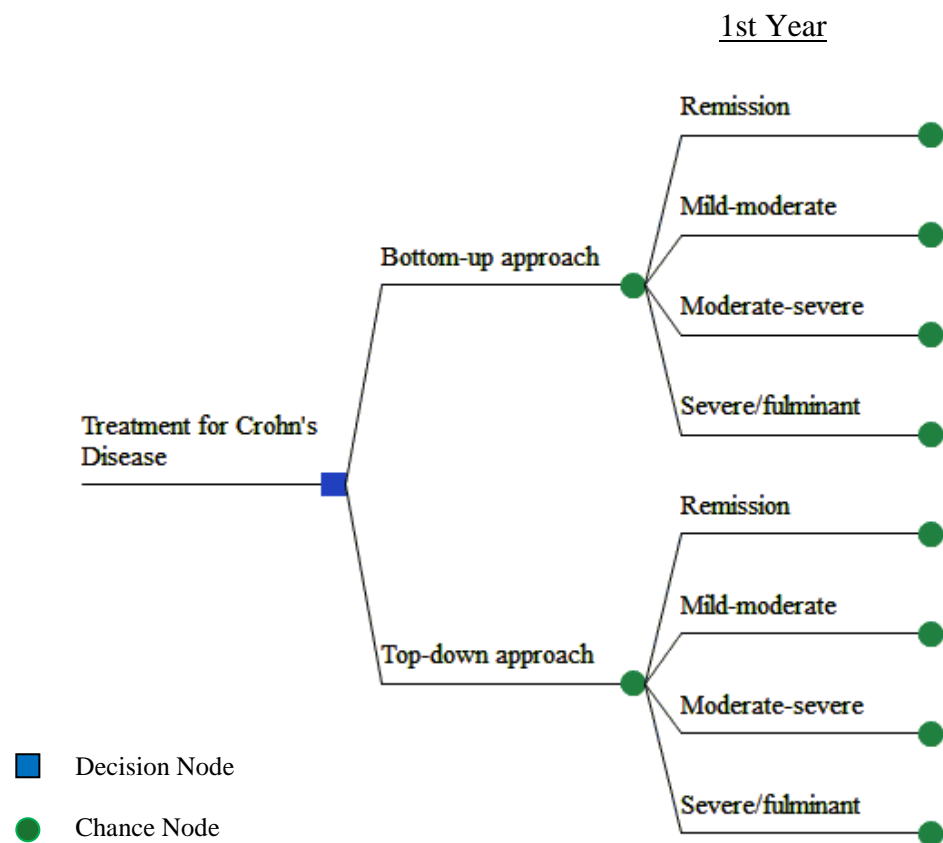 1st Year
Remission
Mild-moderate
Bottom-up approach
Moderate-severe
Severe/fulminant
Treatment for Crohn's
Disease
Remission
Mild-moderate
Top-down approach
Moderate-severe
Severe/fulminant
Decision Node
Chance Node